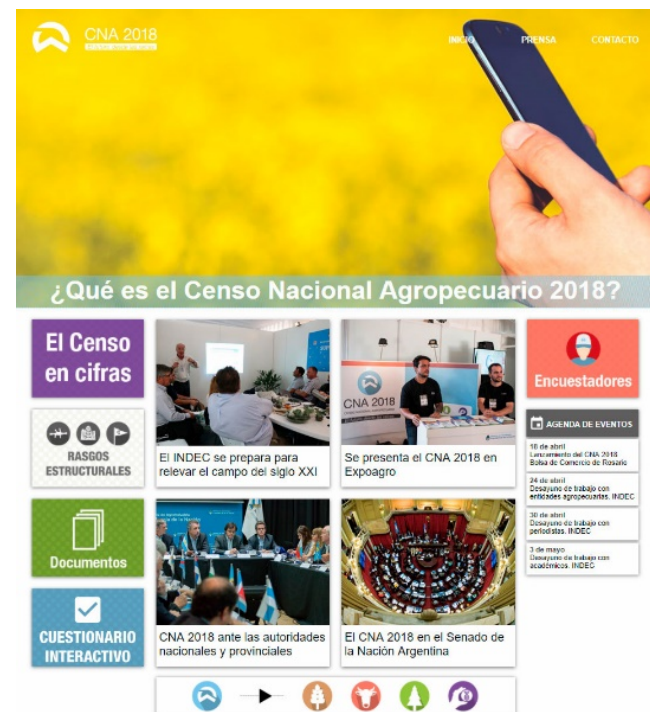 CNA 2018
INICIO PRENSA CONTACTO
¿Qué es el Censo Nacional Agropecuario 2018?
El Censo
en cifras
RASGOS
ESTRUCTURALES
Documentos
CUESTIONARIO
INTERACTIVO
CNA 2018
El INDEC se prepara para
relevar el campo del siglo XXI
Se presenta el CNA 2018 en
Expoagro
CNA 2018 ante las autoridades
nacionales y provinciales
El CNA 2018 en el Senado de
la Nación Argentina
Encuestadores
AGENDA DE EVENTOS
18 de abril
Lanzamiento del CNA 2018
Bolsa de Comercio de Rosario
24 de abril
Desayuno de trabajo con
entidades agropecuarias. INDEC
30 de abril
Desayuno de trabajo con
periodistas. INDEC
3 de mayo
Desayuno de trabajo con
académicos. INDEC